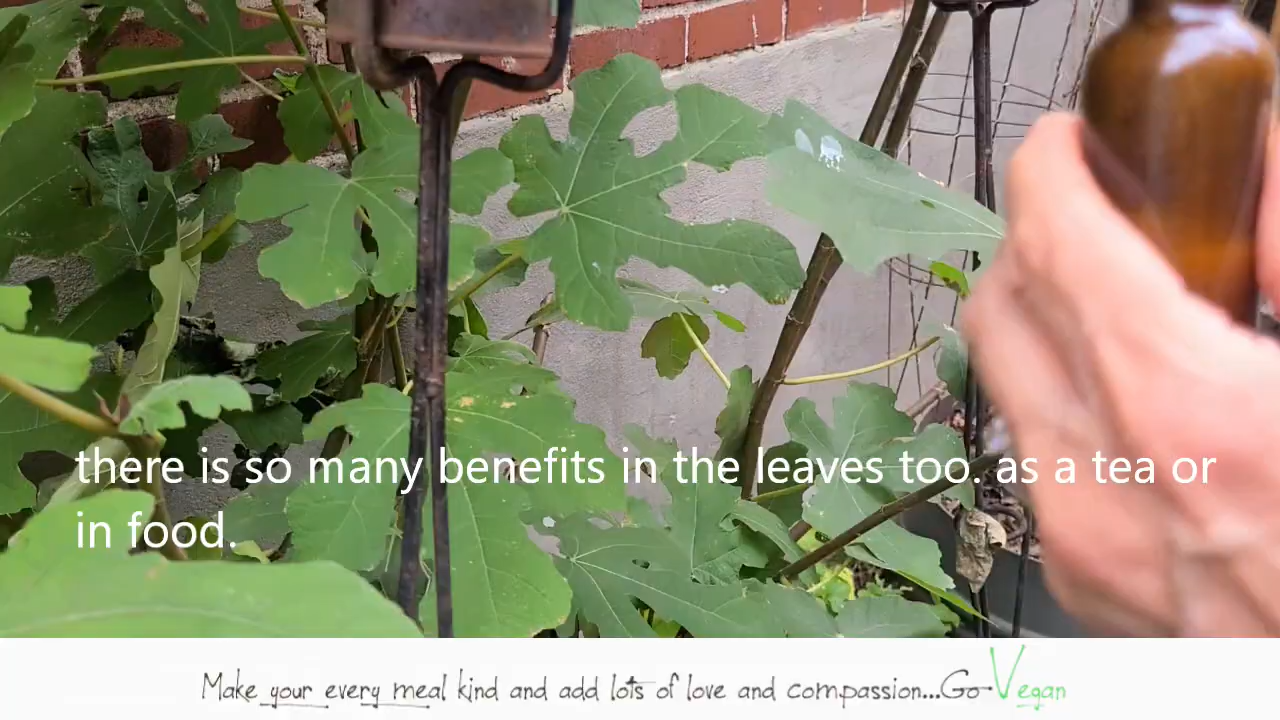 there is so many benefits in the leaves too. as a tea or
in food.
Make your every meal kind and add lots of love and compassion...Go Vegan